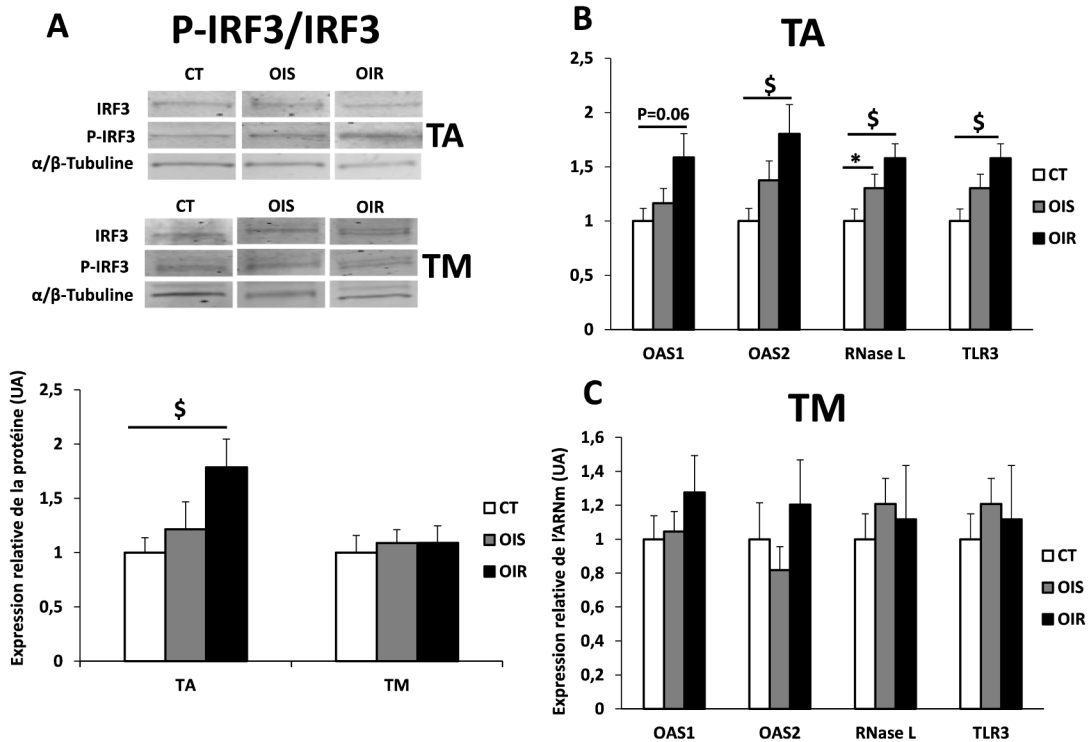 A
P-IRF3/IRF3
CT OIS OIR
IRF3
P-IRF3
α/β-Tubuline
TA
CT OIS OIR
IRF3
P-IRF3
α/β-Tubuline
TM
Expression relative de la protéine (UA)
2,5
2
1,5
1
0,5
0
$
TA TM
CT
OIS
OIR
B
TA
2,5
2
1,5
1
0,5
0
P=0.06
$
*
$
$
OAS1 OAS2 RNase L TLR3
CT
OIS
OIR
C
TM
Expression relative de l'ARNm (UA)
1,6
1,4
1,2
1
0,8
0,6
0,4
0,2
0
OAS1 OAS2 RNase L TLR3
CT
OIS
OIR